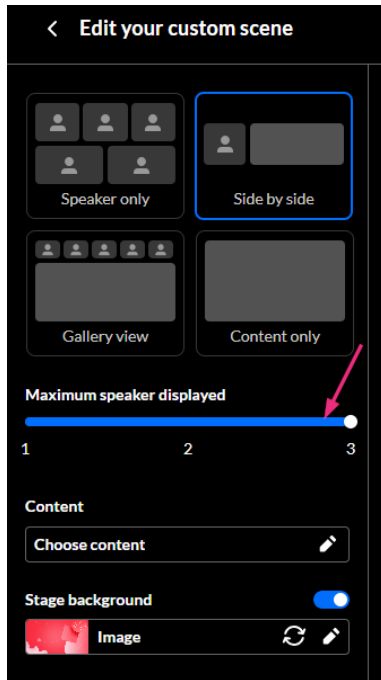 Edit your custom scene
Speaker only
Side by side
Gallery view
Content only
Maximum speaker displayed
1 2 3
Content
Choose content
Stage background
Image